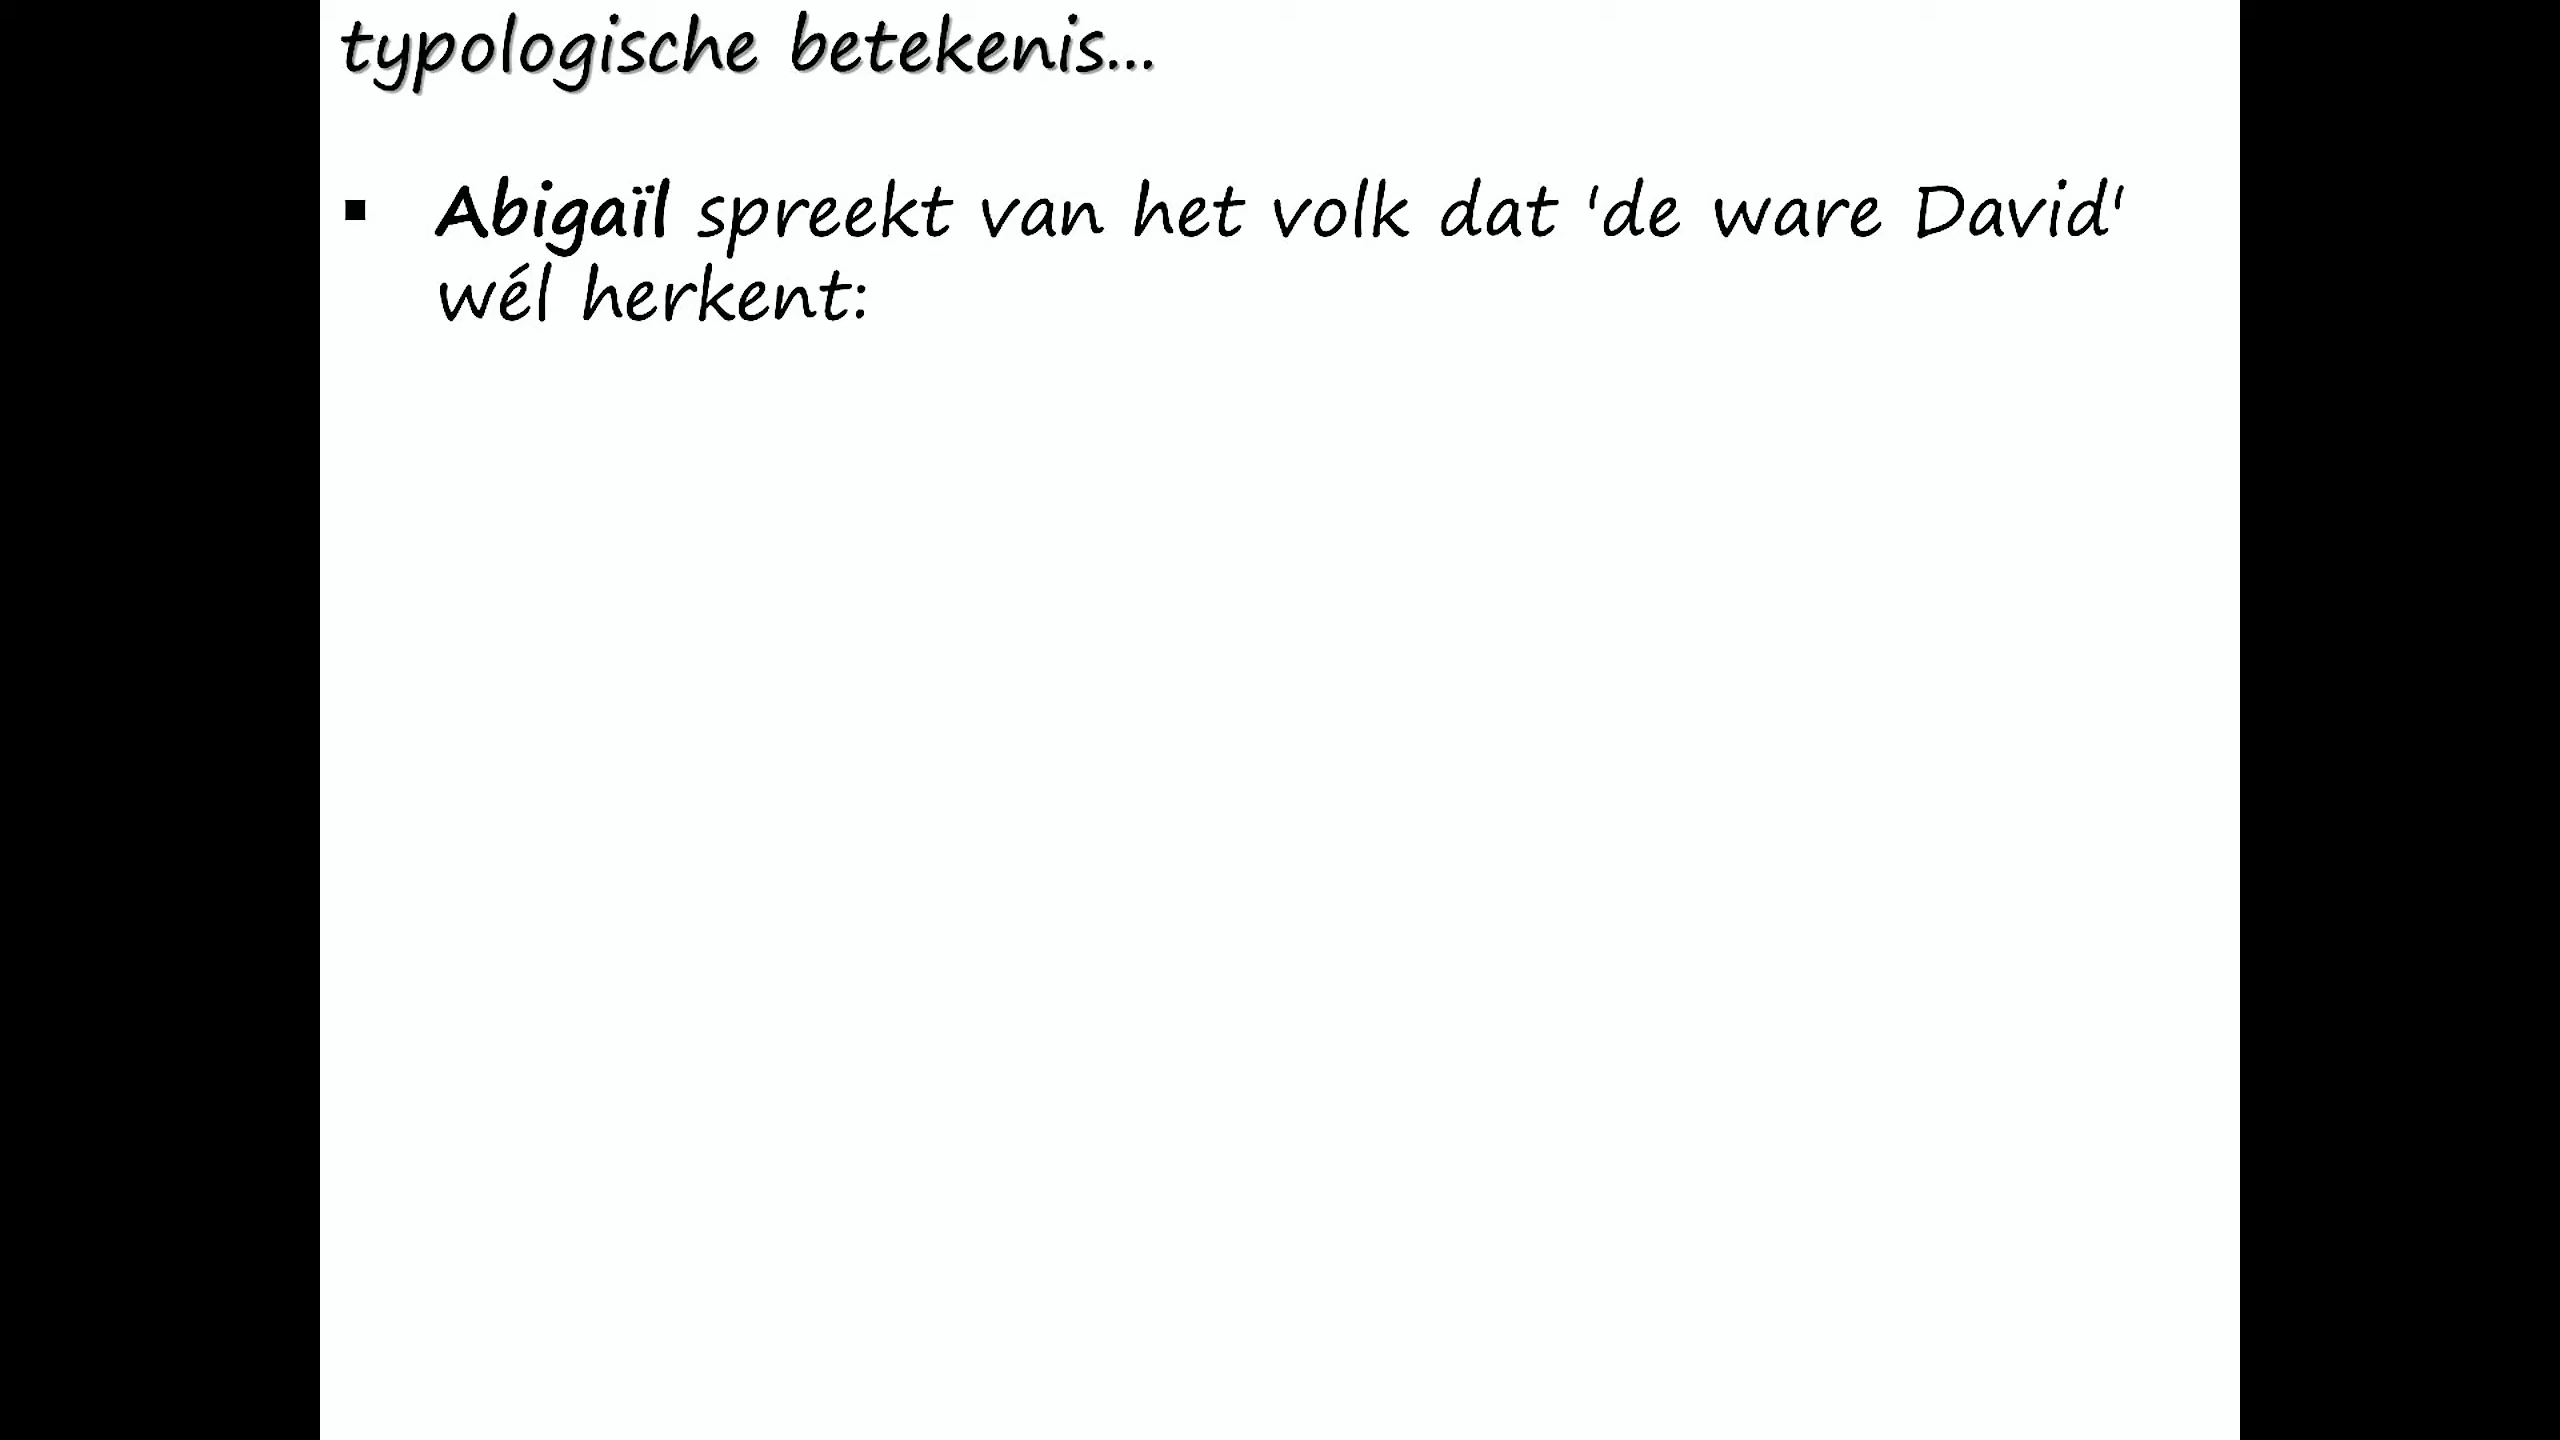 typologische betekenis...
▪ Abigaïl spreekt van het volk dat 'de ware David'
wél herkent: